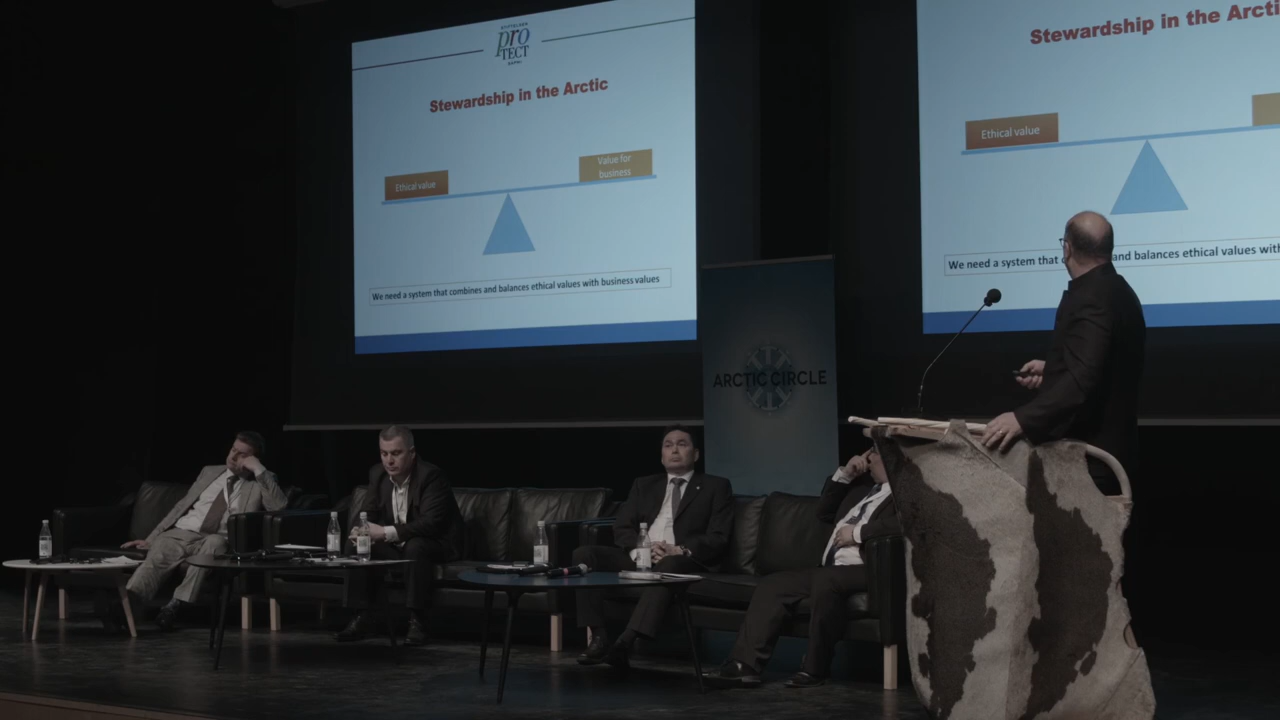 pro
TECT
Stewardship in the Arctic
Ethical value
Value for
business
We need a system that combines and balances ethical values with business values
ARCTIC CIRCLE
Stewardship in the Arcti
Ethical value
We need a system that and balances ethical values with